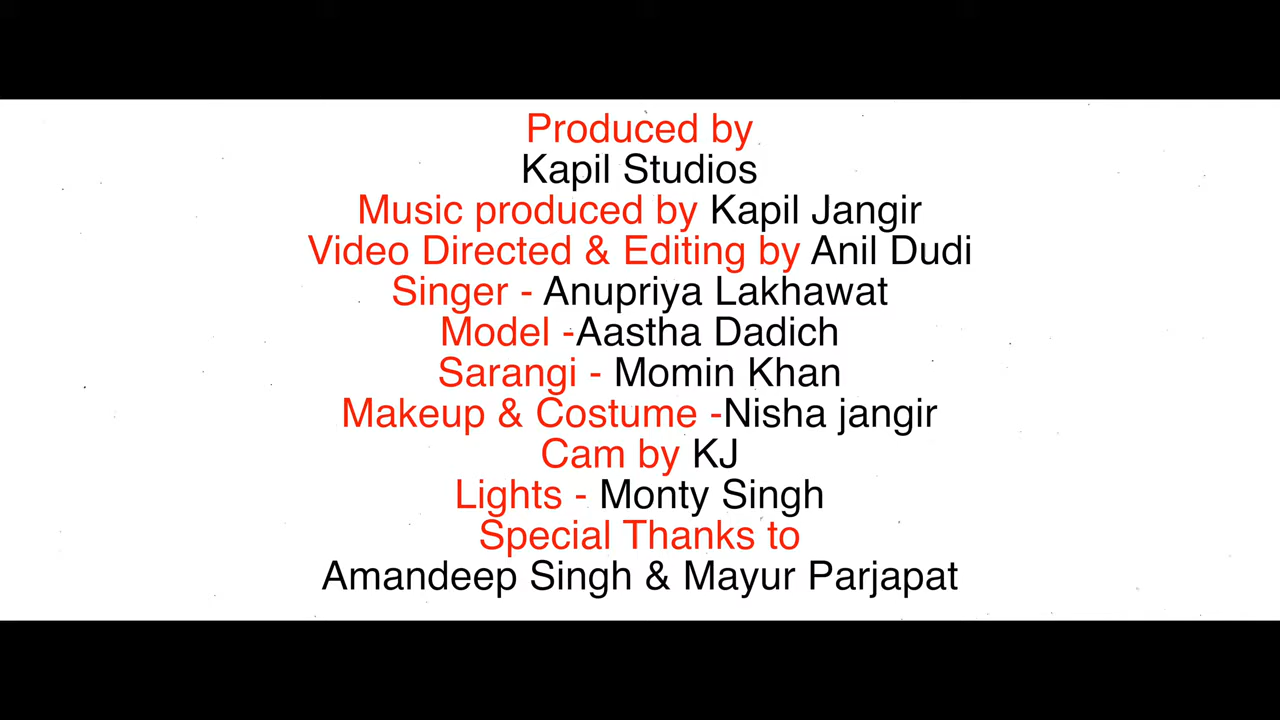 Produced by
Kapil Studios
Music produced by Kapil Jangir
Video Directed & Editing by Anil Dudi
Singer - Anupriya Lakhawat
Model -Aastha Dadich
Sarangi - Momin Khan
Makeup & Costume -Nisha jangir
Cam by KJ
Lights - Monty Singh
Special Thanks to
Amandeep Singh & Mayur Parjapat